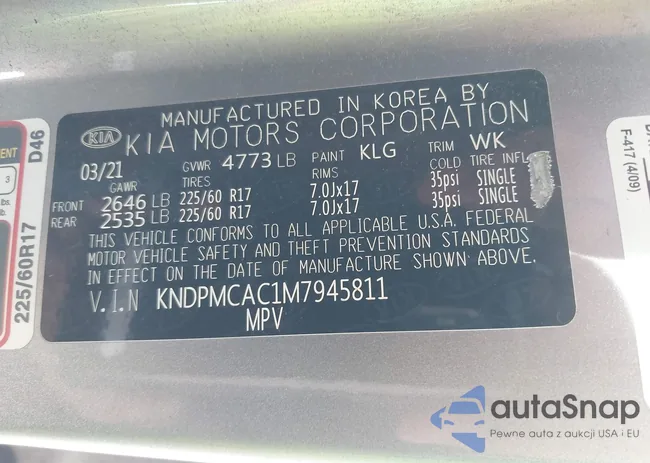 MANUFACTURED IN KOREA BY
KIA KIA MOTORS CORPORATION
03/21 GVWR 4773 LB PAINT KLG TRIM WK
GAWR TIRES RIMS COLD TIRE INFL
FRONT 2646 LB 225/60 R17 7.0Jx17 35psi SINGLE
REAR 2535 LB 225/60 R17 7.0Jx17 35psi SINGLE
THIS VEHICLE CONFORMS TO ALL APPLICABLE U.S.A. FEDERAL
MOTOR VEHICLE SAFETY AND THEFT PREVENTION STANDARDS
IN EFFECT ON THE DATE OF MANUFACTURE SHOWN ABOVE.
V.I.N KNDPMCAC1M7945811
MPV
D46
3
lbs.
225/60R17
F-417 (4/09)
autaSnap
Pewne auta z aukcji USA i EU